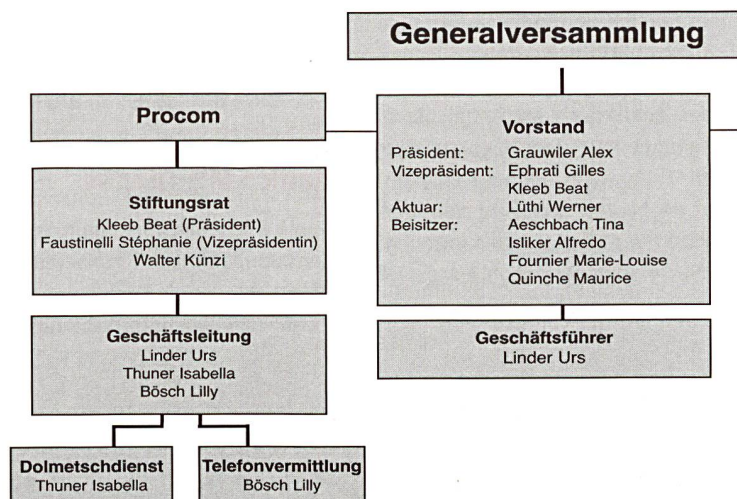 Generalversammlung
Procom
Stiftungsrat
Kleeb Beat (Präsident)
Faustinelli Stéphanie (Vizepräsidentin)
Walter Künzi
Geschäftsleitung
Linder Urs
Thuner Isabella
Bösch Lilly
Dolmetschdienst
Thuner Isabella
Telefonvermittlung
Bösch Lilly
Vorstand
Präsident: Grauwiler Alex
Vizepräsident: Ephrati Gilles
Kleeb Beat
Aktuar: Lüthi Werner
Beisitzer: Aeschbach Tina
Isliker Alfredo
Fournier Marie-Louise
Quinche Maurice
Geschäftsführer
Linder Urs